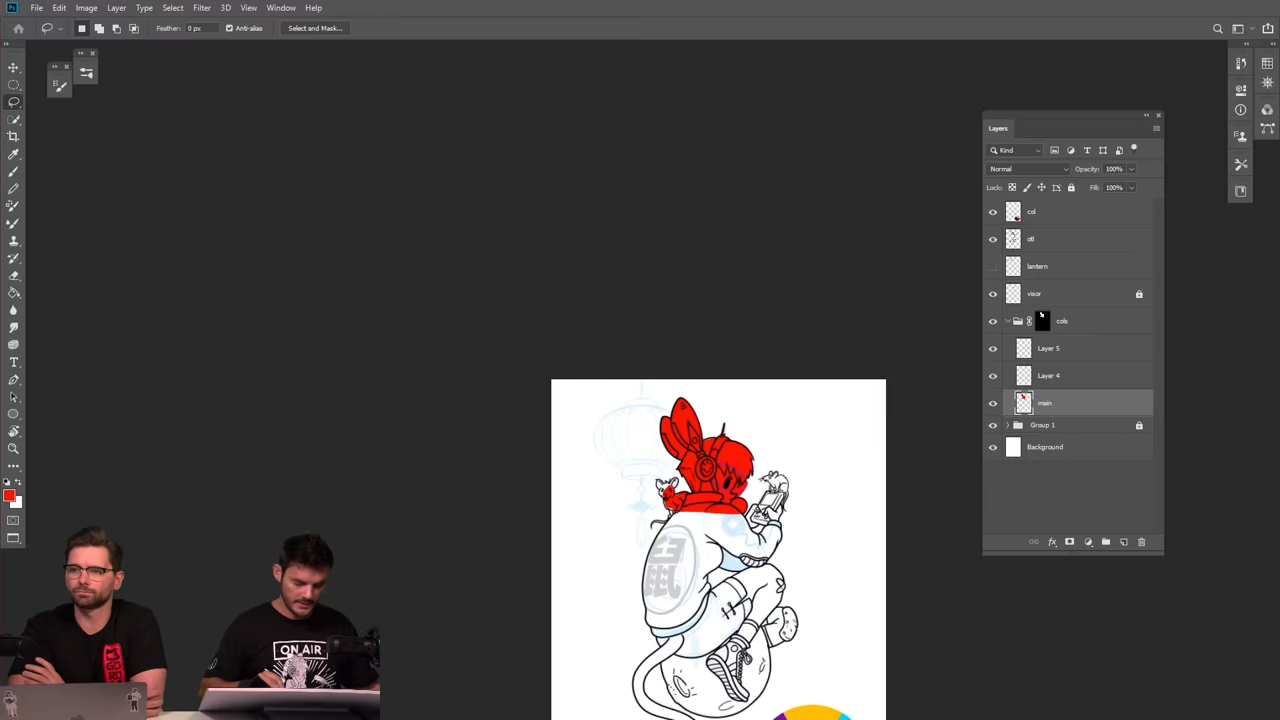 Ps File Edit Image Layer Type Select Filter 3D View Window Help
Feather: 0 px Anti-alias Select and Mask...
Layers
Kind
Normal Opacity: 100%
Lock: Fill: 100%
col
otl
lantern
visor
cols
Layer 5
Layer 4
main
Group 1
Background
鼠
ON AIR